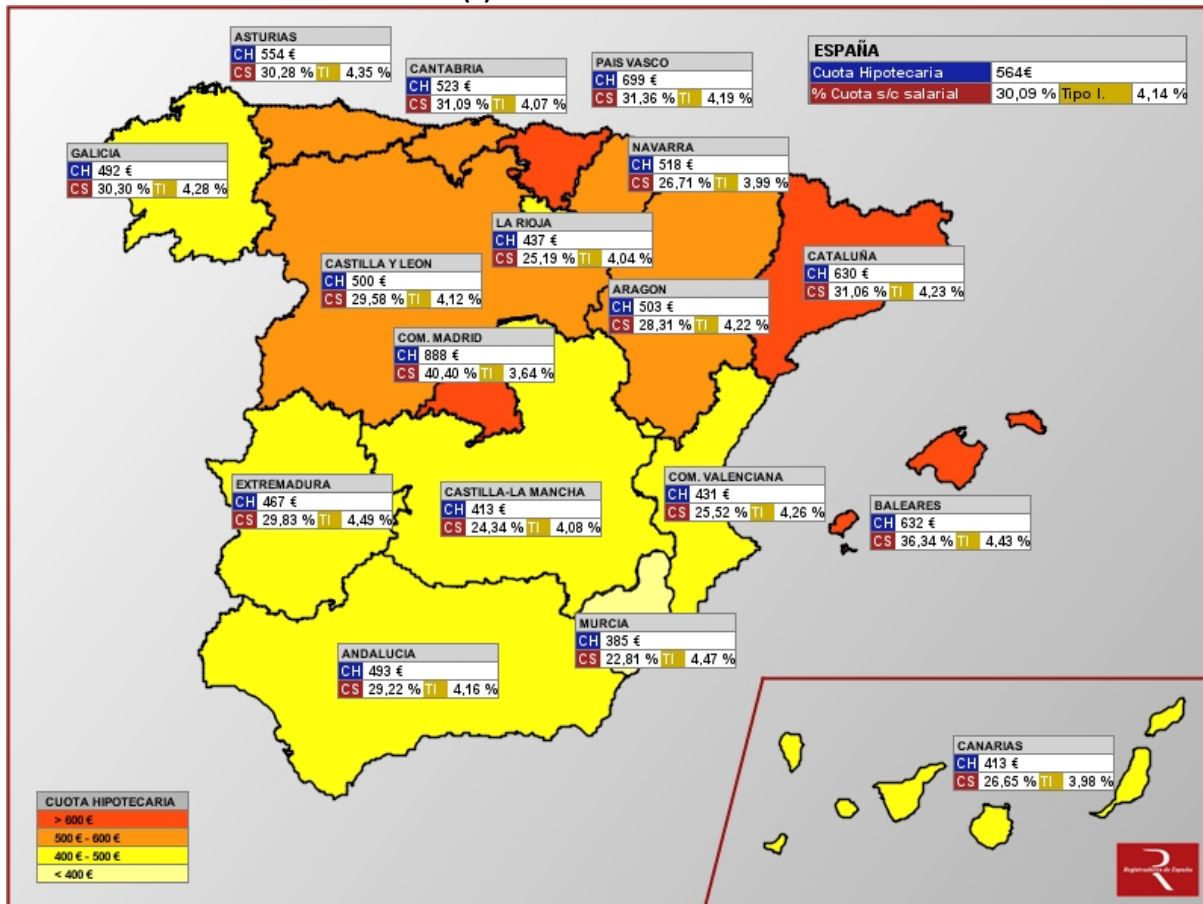 ASTURIAS
CH 554 €
CS 30,28 % TI 4,35 %
CANTABRIA
CH 523 €
CS 31,09 % TI 4,07 %
PAIS VASCO
CH 699 €
CS 31,36 % TI 4,19 %
ESPAÑA
Cuota Hipotecaria 564€
% Cuota s/c salarial 30,09 % Tipo I. 4,14 %
GALICIA
CH 492 €
CS 30,30 % TI 4,28 %
NAVARRA
CH 518 €
CS 26,71 % TI 3,99 %
LA RIOJA
CH 437 €
CS 25,19 % TI 4,04 %
CASTILLA Y LEON
CH 500 €
CS 29,58 % TI 4,12 %
ARAGON
CH 503 €
CS 28,31 % TI 4,22 %
CATALUÑA
CH 630 €
CS 31,06 % TI 4,23 %
COM. MADRID
CH 888 €
CS 40,40 % TI 3,64 %
EXTREMADURA
CH 467 €
CS 29,83 % TI 4,49 %
CASTILLA-LA MANCHA
CH 413 €
CS 24,34 % TI 4,08 %
COM. VALENCIANA
CH 431 €
CS 25,52 % TI 4,26 %
BALEARES
CH 632 €
CS 36,34 % TI 4,43 %
MURCIA
CH 385 €
CS 22,81 % TI 4,47 %
ANDALUCIA
CH 493 €
CS 29,22 % TI 4,16 %
CANARIAS
CH 413 €
CS 26,65 % TI 3,98 %
CUOTA HIPOTECARIA
> 600 €
500 € - 600 €
400 € - 500 €
< 400 €
Registradores de España